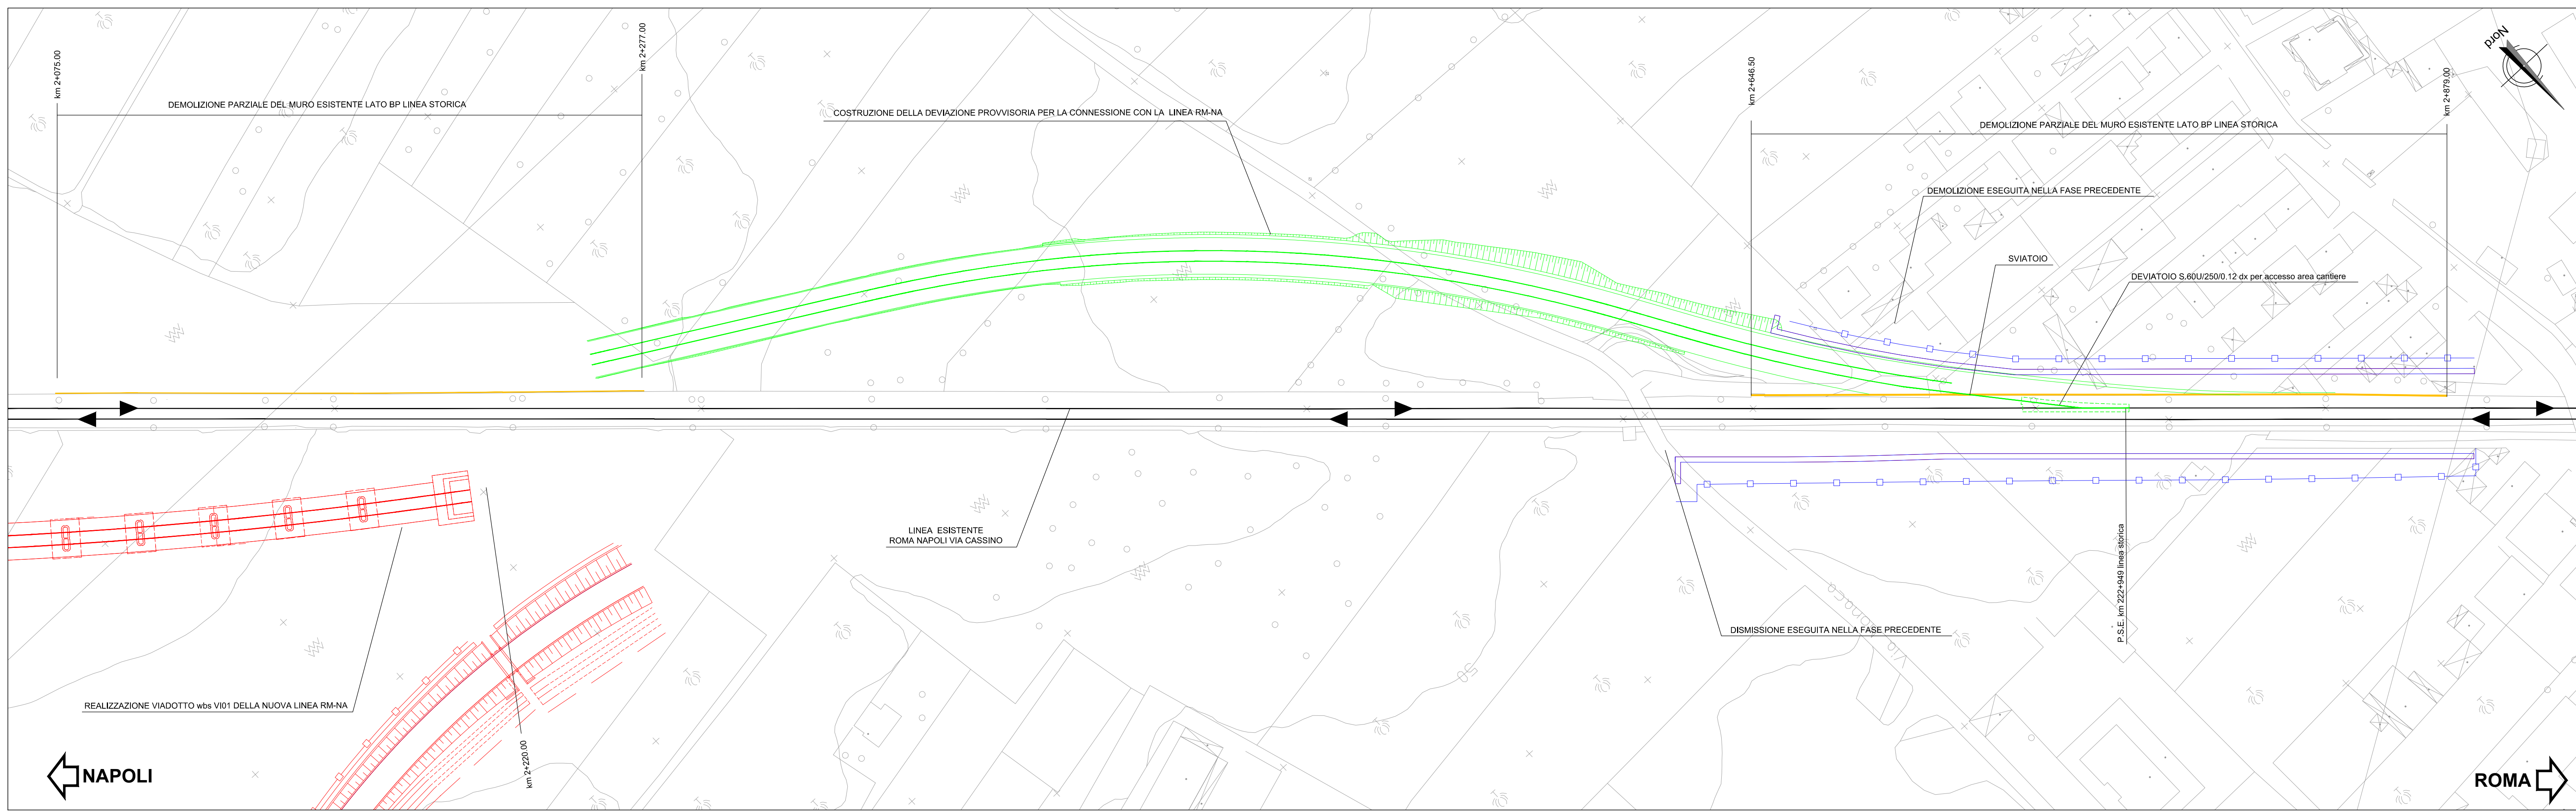 km 2+075.00
DEMOLIZIONE PARZIALE DEL MURO ESISTENTE LATO BP LINEA STORICA
km 2+277.00
COSTRUZIONE DELLA DEVIAZIONE PROVVISORIA PER LA CONNESSIONE CON LA LINEA RM-NA
km 2+646.50
DEMOLIZIONE PARZIALE DEL MURO ESISTENTE LATO BP LINEA STORICA
km 2+879.00
Nord
DEMOLIZIONE ESEGUITA NELLA FASE PRECEDENTE
SVIATOIO
DEVIATOIO S.60U/250/0.12 dx per accesso area cantiere
LINEA ESISTENTE
ROMA NAPOLI VIA CASSINO
P.S.E. km 222+949 linea storica
DISMISSIONE ESEGUITA NELLA FASE PRECEDENTE
50
REALIZZAZIONE VIADOTTO wbs VI01 DELLA NUOVA LINEA RM-NA
km 2+220.00
NAPOLI
ROMA